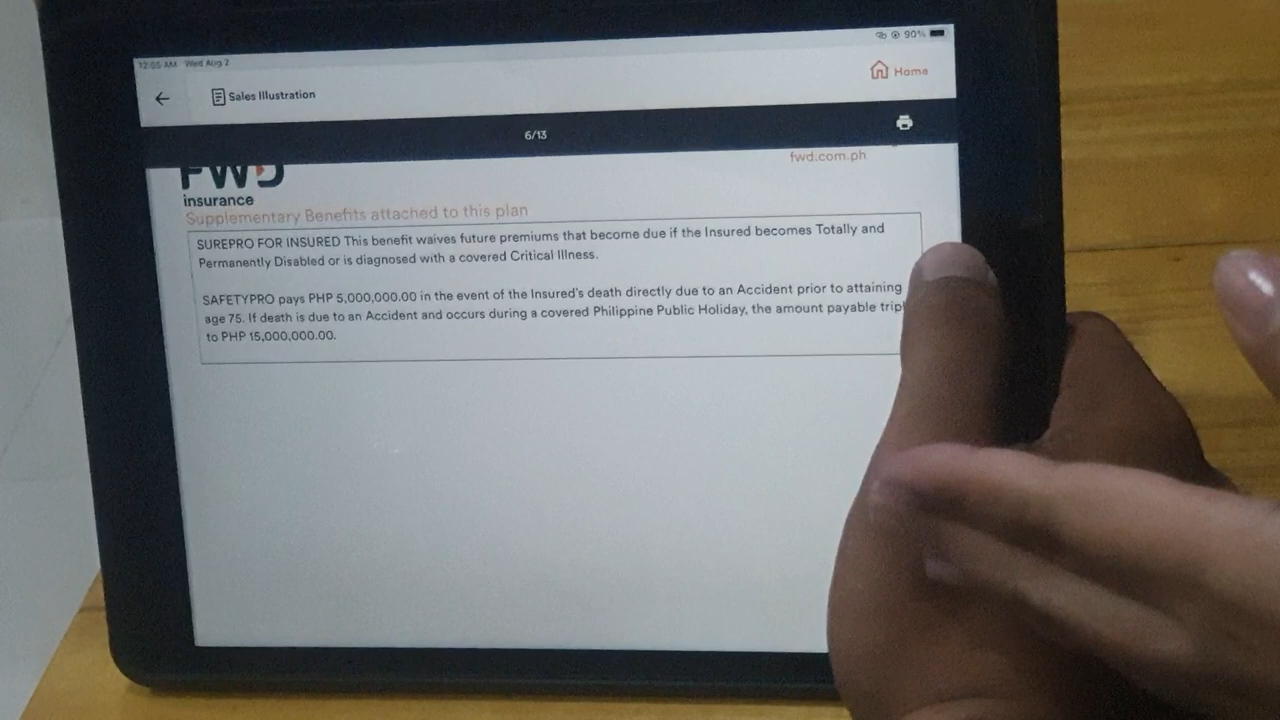 12:05 AM Wed Aug 2
90%
Sales Illustration
Home
6/13
FWD
insurance
fwd.com.ph
Supplementary Benefits attached to this plan
SUREPRO FOR INSURED This benefit waives future premiums that become due if the Insured becomes Totally and
Permanently Disabled or is diagnosed with a covered Critical Illness.
SAFETYPRO pays PHP 5,000,000.00 in the event of the Insured's death directly due to an Accident prior to attaining
age 75. If death is due to an Accident and occurs during a covered Philippine Public Holiday, the amount payable tripl
to PHP 15,000,000.00.